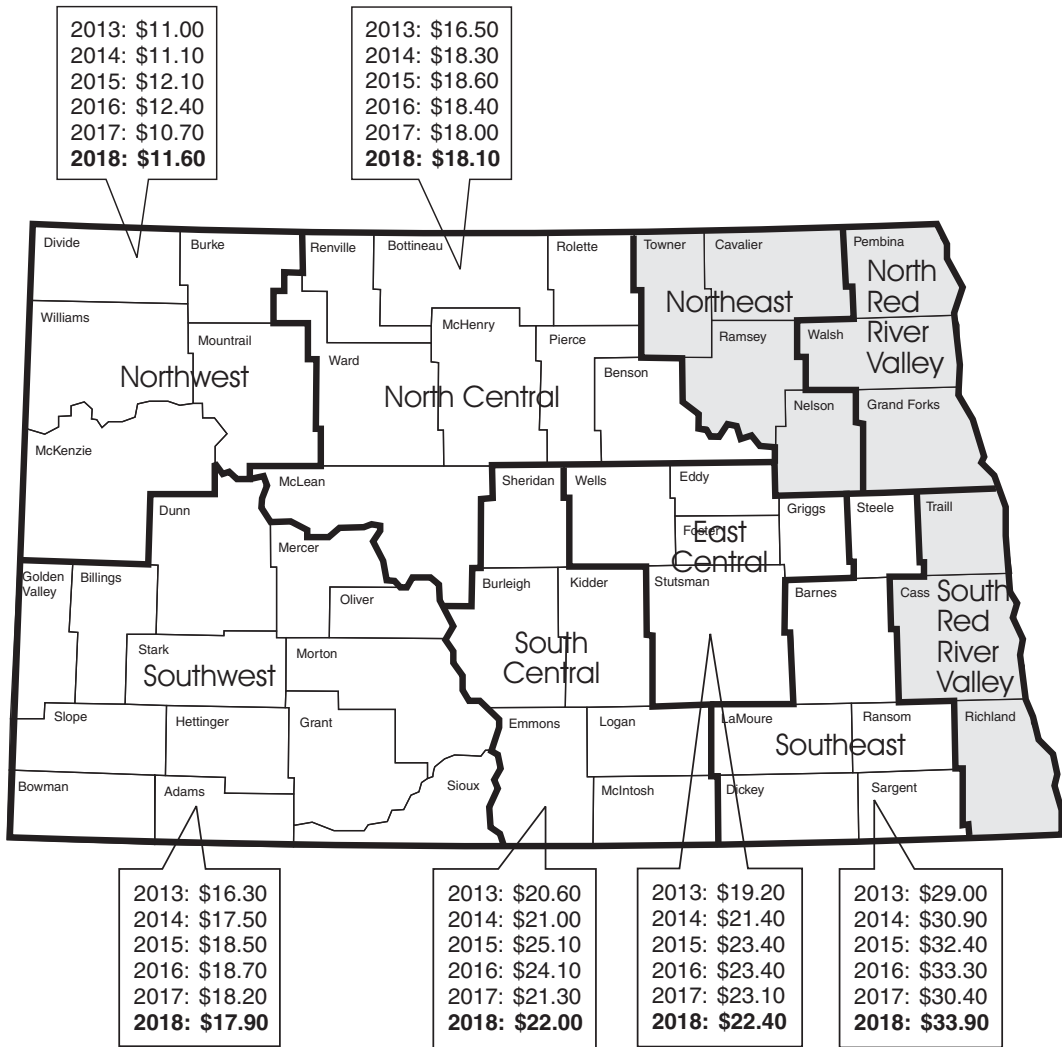 2013: $11.00
2014: $11.10
2015: $12.10
2016: $12.40
2017: $10.70
2018: $11.60
2013: $16.50
2014: $18.30
2015: $18.60
2016: $18.40
2017: $18.00
2018: $18.10
Divide
Burke
Renville
Bottineau
Rolette
Towner
Cavalier
Pembina
North
Red
River
Valley
Northeast
Williams
Mountrail
McHenry
Pierce
Ramsey
Walsh
Ward
Benson
Northwest
North Central
Nelson
Grand Forks
McKenzie
McLean
Sheridan
Wells
Eddy
Dunn
Griggs
Steele
Traill
Foster
East
Central
Mercer
Golden
Valley
Billings
Burleigh
Kidder
Stutsman
Barnes
Cass
South
Red
River
Valley
Oliver
Stark
Morton
South
Central
Southwest
Slope
Hettinger
Grant
Emmons
Logan
LaMoure
Ransom
Richland
Southeast
Bowman
Adams
Sioux
McIntosh
Dickey
Sargent
2013: $16.30
2014: $17.50
2015: $18.50
2016: $18.70
2017: $18.20
2018: $17.90
2013: $20.60
2014: $21.00
2015: $25.10
2016: $24.10
2017: $21.30
2018: $22.00
2013: $19.20
2014: $21.40
2015: $23.40
2016: $23.40
2017: $23.10
2018: $22.40
2013: $29.00
2014: $30.90
2015: $32.40
2016: $33.30
2017: $30.40
2018: $33.90